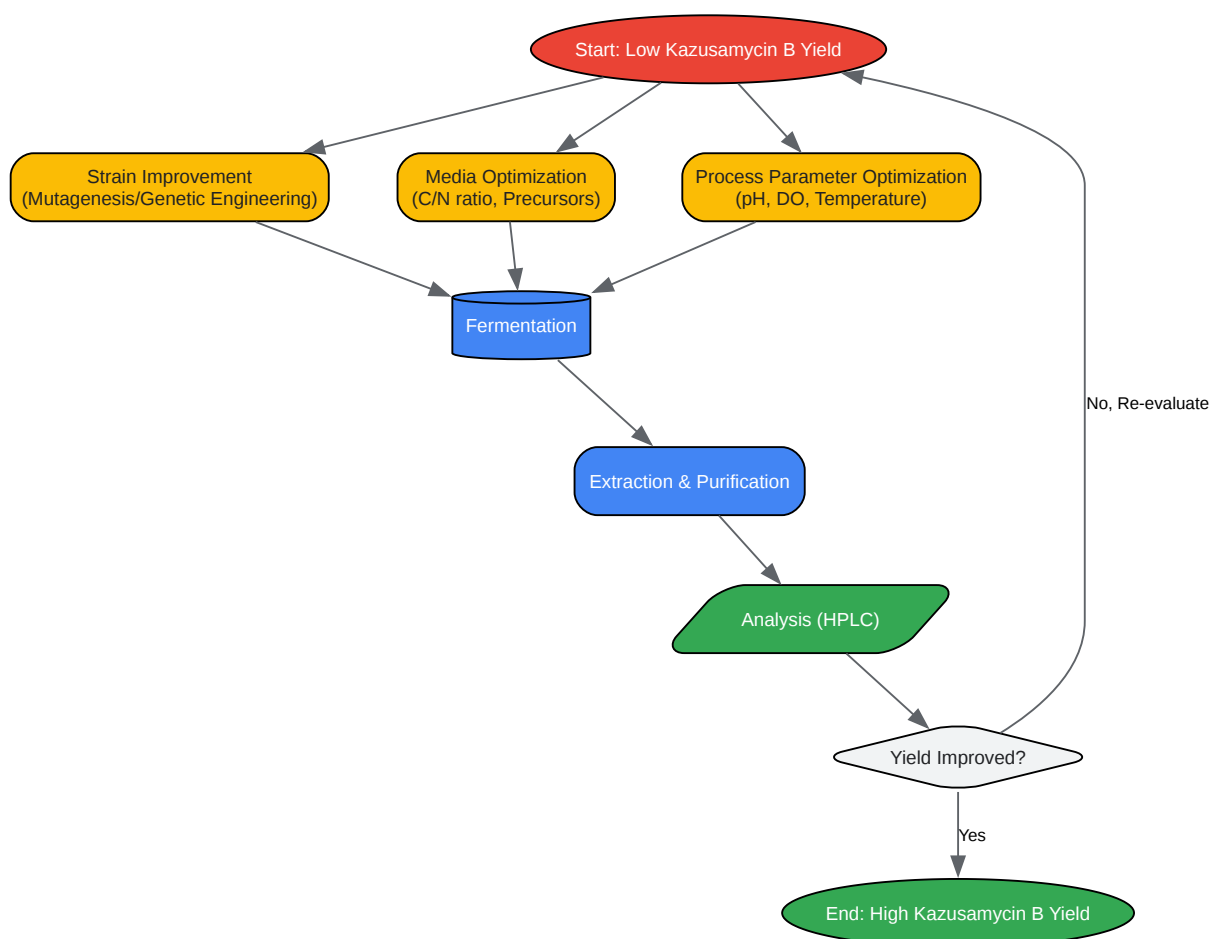 Start: Low Kazusamycin B Yield
Strain Improvement
(Mutagenesis/Genetic Engineering)
Media Optimization
(C/N ratio, Precursors)
Process Parameter Optimization
(pH, DO, Temperature)
Fermentation
No, Re-evaluate
Extraction & Purification
Analysis (HPLC)
Yield Improved?
Yes
End: High Kazusamycin B Yield